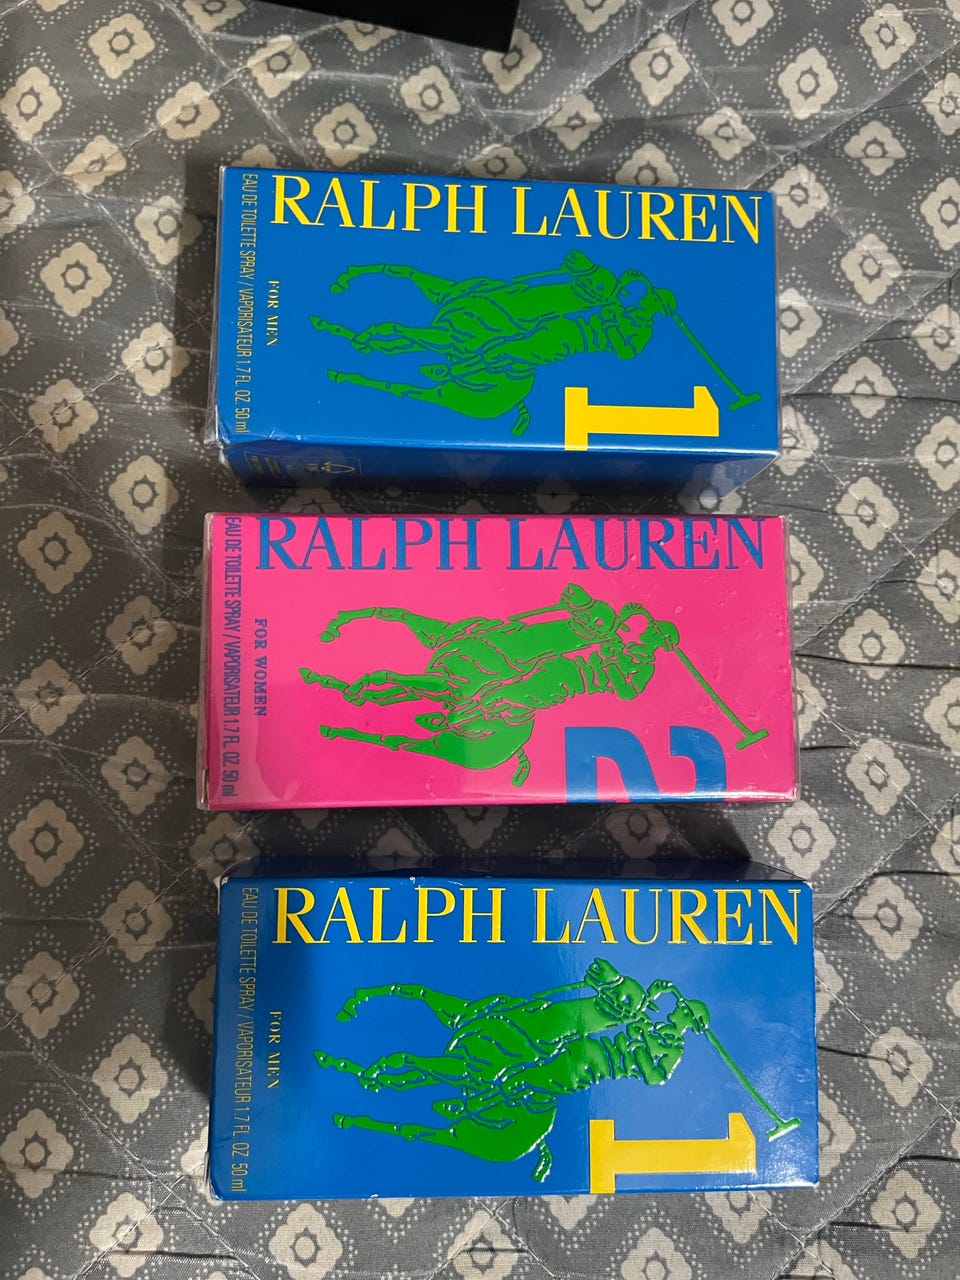 RALPH LAUREN
EAU DE TOILETTE SPRAY / VAPORISATEUR 1.7 FL. OZ. 50 ml
FOR MEN
1
RALPH LAUREN
EAU DE TOILETTE SPRAY / VAPORISATEUR 1.7 FL. OZ. 50 ml
FOR WOMEN
2
RALPH LAUREN
EAU DE TOILETTE SPRAY / VAPORISATEUR 1.7 FL. OZ. 50 ml
FOR MEN
1